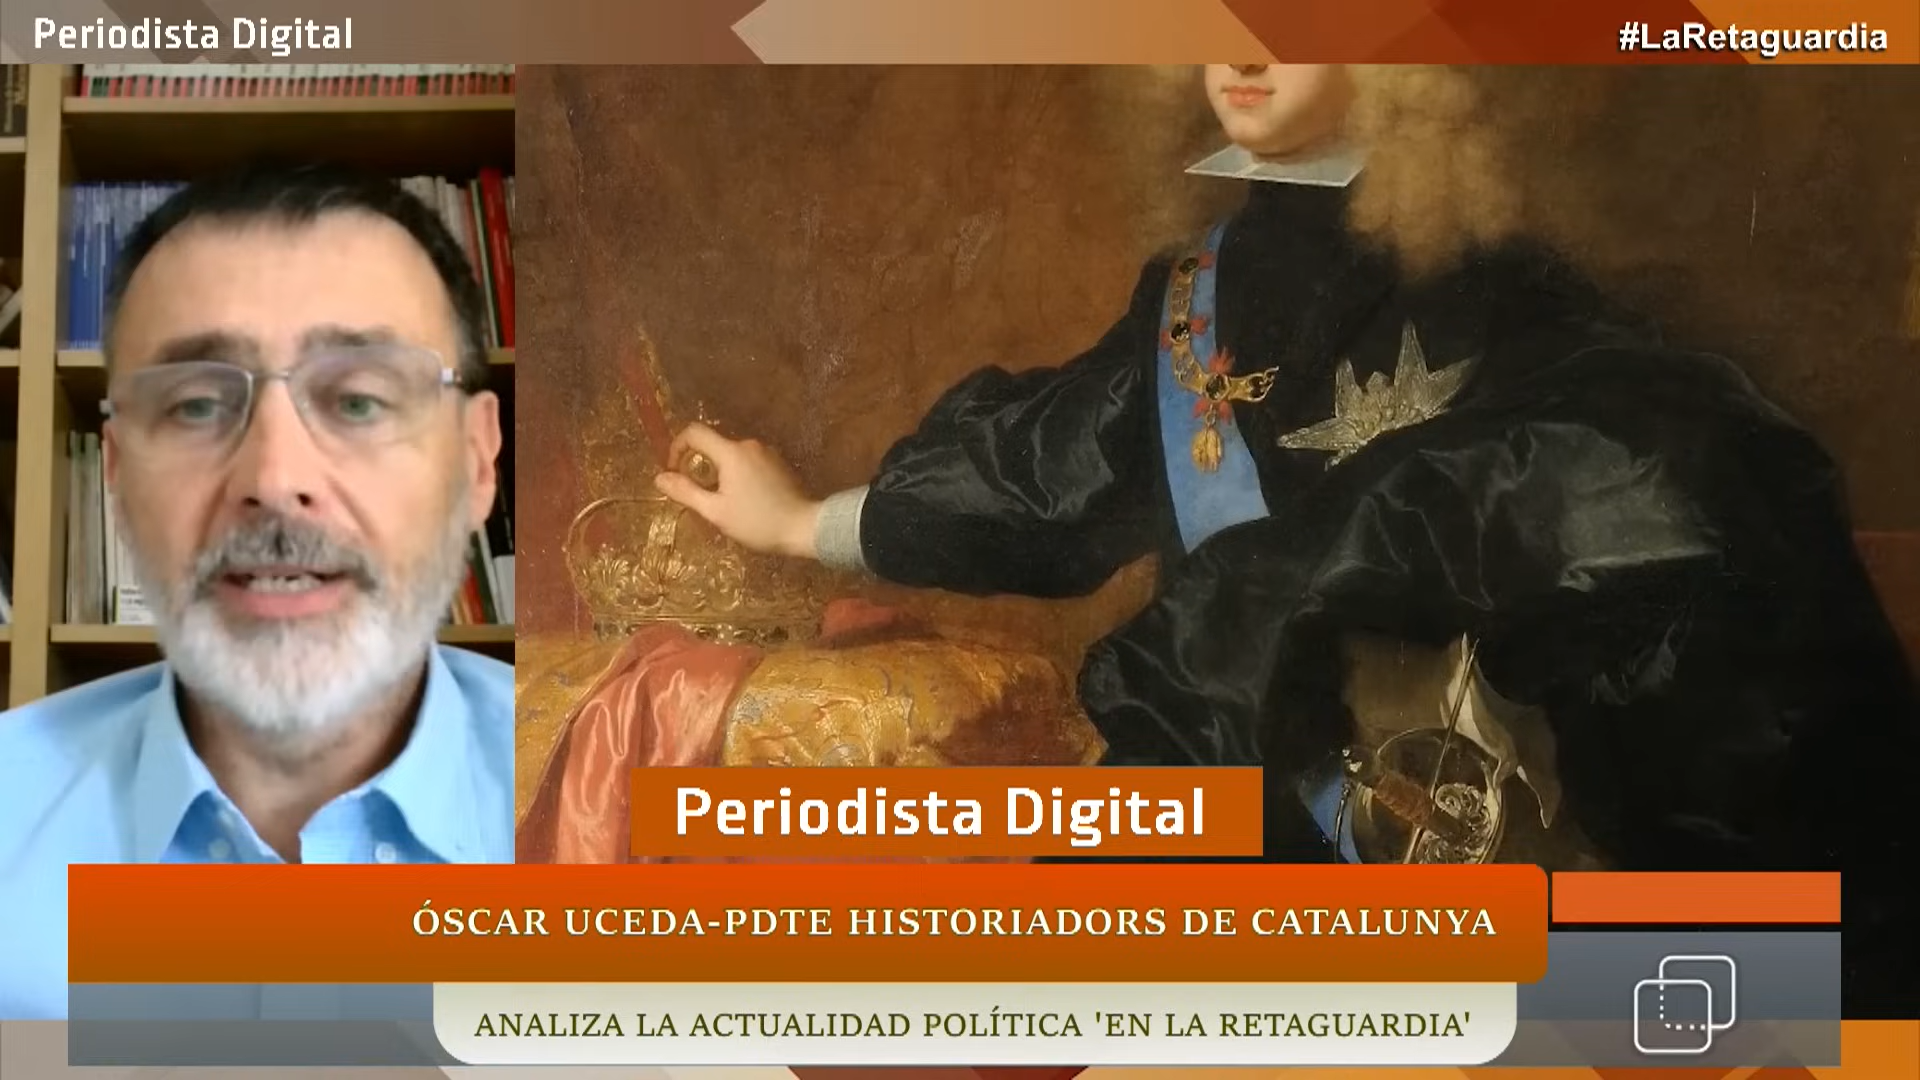 Periodista Digital
#LaRetaguardia
Periodista Digital
ÓSCAR UCEDA-PDTE HISTORIADORS DE CATALUNYA
ANALIZA LA ACTUALIDAD POLÍTICA 'EN LA RETAGUARDIA'